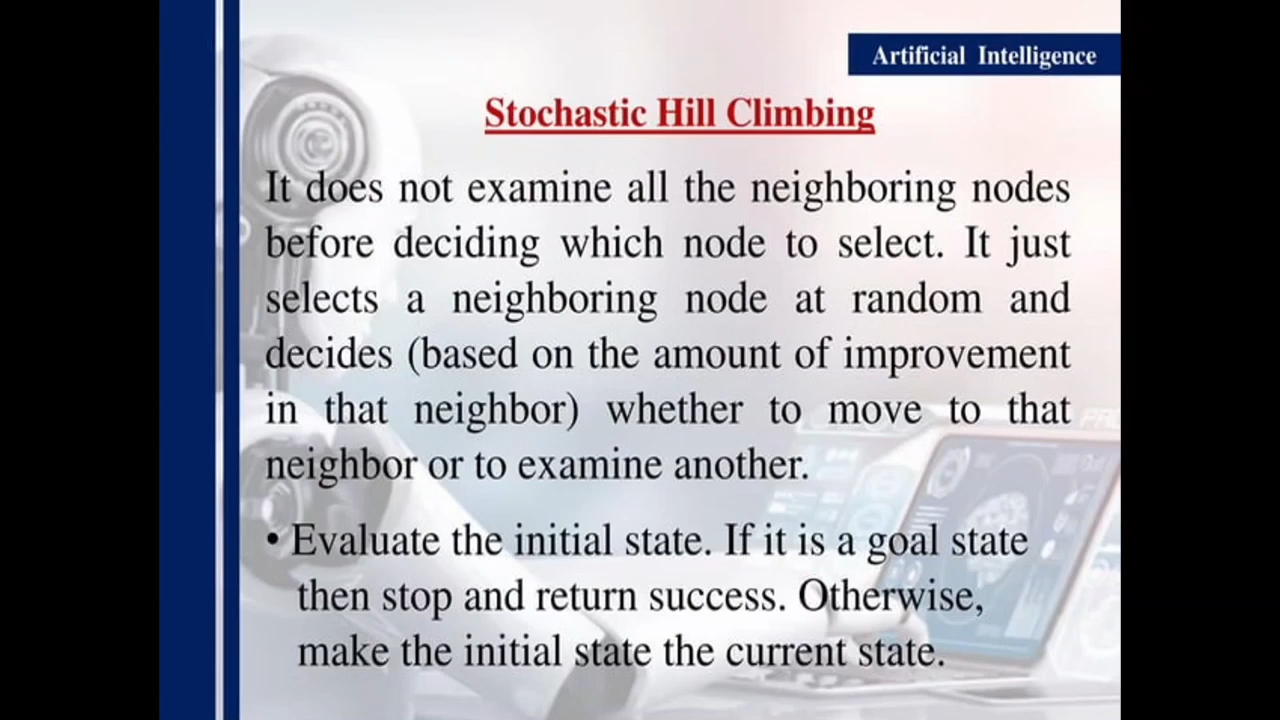 Artificial Intelligence
Stochastic Hill Climbing
It does not examine all the neighboring nodes
before deciding which node to select. It just
selects a neighboring node at random and
decides (based on the amount of improvement
in that neighbor) whether to move to that
neighbor or to examine another.
• Evaluate the initial state. If it is a goal state
then stop and return success. Otherwise,
make the initial state the current state.